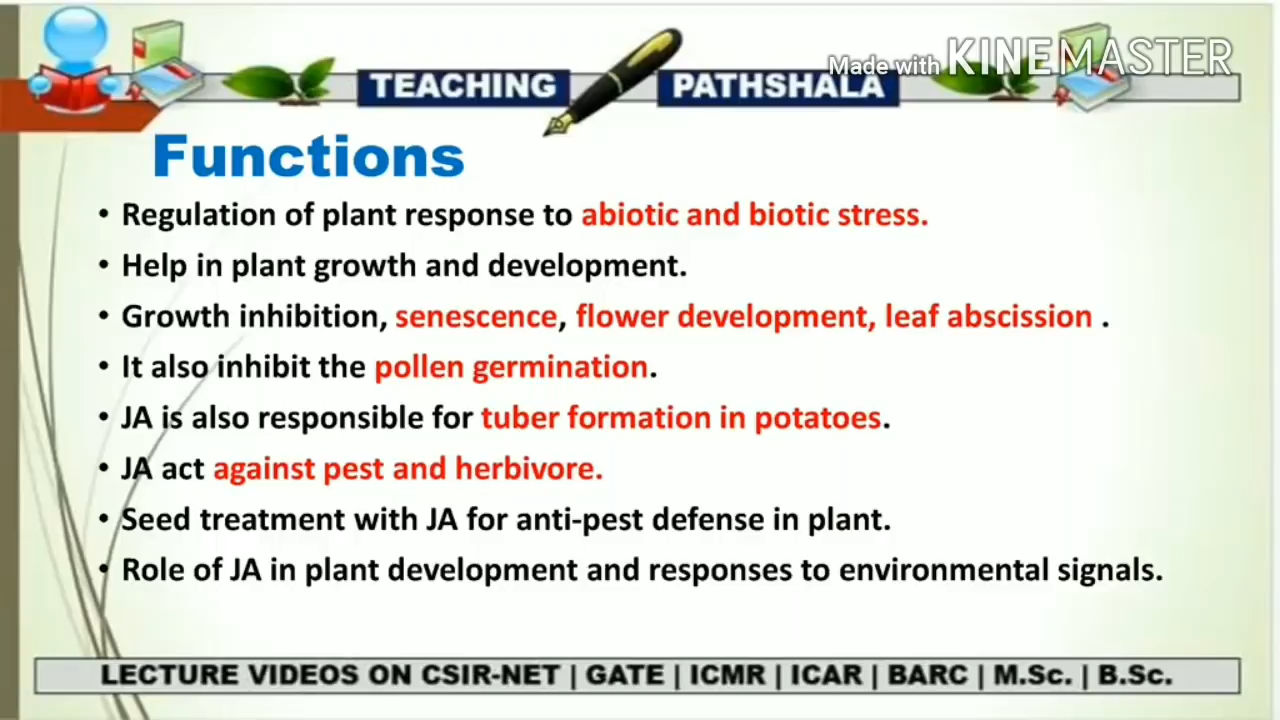 Made with KINEMASTER
TEACHING PATHSHALA
Functions
• Regulation of plant response to abiotic and biotic stress.
• Help in plant growth and development.
• Growth inhibition, senescence, flower development, leaf abscission .
• It also inhibit the pollen germination.
• JA is also responsible for tuber formation in potatoes.
• JA act against pest and herbivore.
• Seed treatment with JA for anti-pest defense in plant.
• Role of JA in plant development and responses to environmental signals.
LECTURE VIDEOS ON CSIR-NET | GATE | ICMR | ICAR | BARC | M.Sc. | B.Sc.